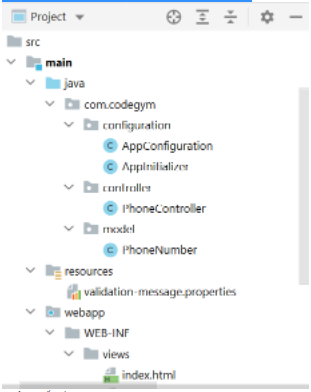 Project
src
main
java
com.codegym
configuration
AppConfiguration
AppInitializer
controller
PhoneController
model
PhoneNumber
resources
validation-message.properties
webapp
WEB-INF
views
index.html